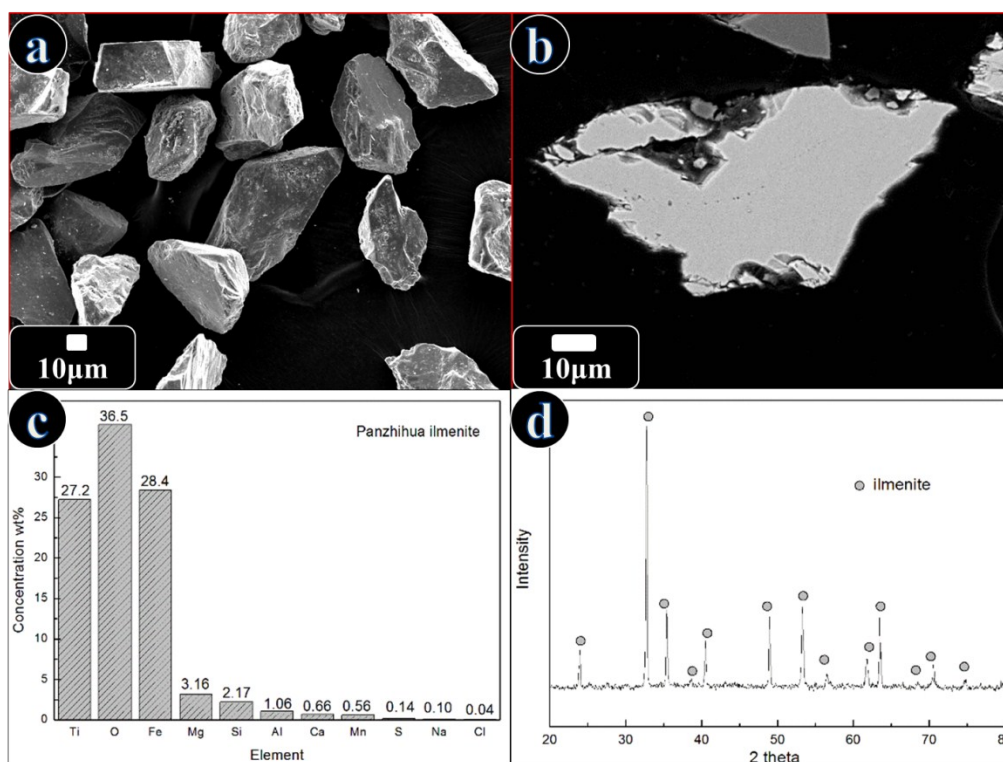 a
10μm
b
10μm
c
Panzhihua ilmenite
Concentration wt%
30
25
20
15
10
5
0
27.2
36.5
28.4
3.16
2.17
1.06
0.66
0.56
0.14
0.10
0.04
Ti O Fe Mg Si Al Ca Mn S Na Cl
Element
d
ilmenite
Intensity
20 30 40 50 60 70
2 theta